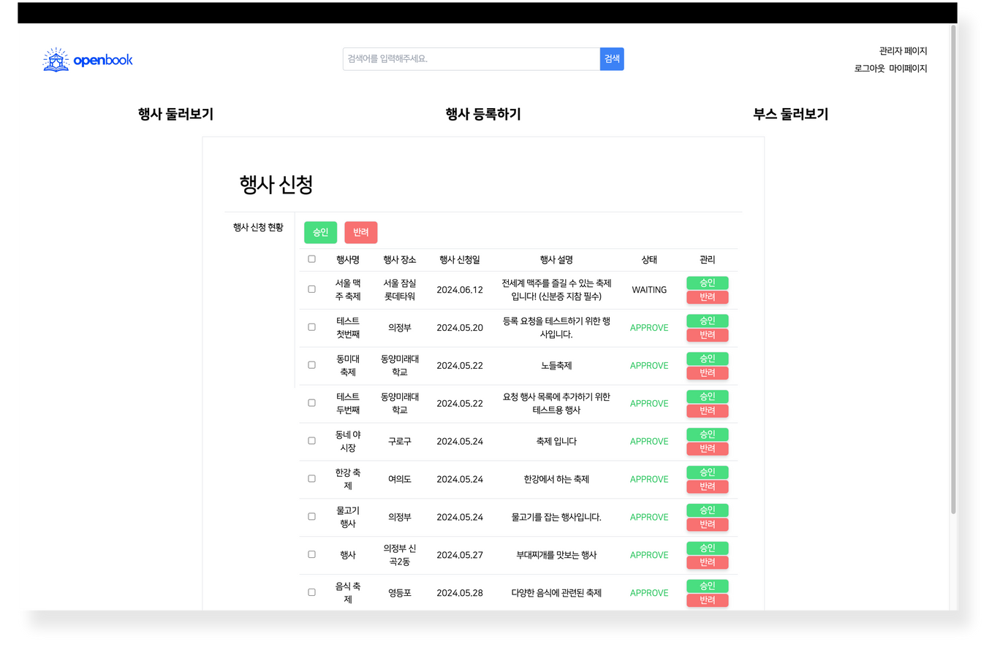 openbook
검색어를 입력해주세요.
검색
관리자 페이지
로그아웃 마이페이지
행사 둘러보기
행사 등록하기
부스 둘러보기
행사 신청
행사 신청 현황
승인
반려
행사명
행사 장소
행사 신청일
행사 설명
상태
관리
서울 맥
주 축제
서울 잠실
롯데타워
2024.06.12
전세계 맥주를 즐길 수 있는 축제
입니다! (신분증 지참 필수)
WAITING
승인
반려
테스트
첫번째
의정부
2024.05.20
등록 요청을 테스트하기 위한 행
사입니다.
APPROVE
승인
반려
동미대
축제
동양미래대
학교
2024.05.22
노들축제
APPROVE
승인
반려
테스트
두번째
동양미래대
학교
2024.05.22
요청 행사 목록에 추가하기 위한
테스트용 행사
APPROVE
승인
반려
동네 야
시장
구로구
2024.05.24
축제 입니다
APPROVE
승인
반려
한강 축
제
여의도
2024.05.24
한강에서 하는 축제
APPROVE
승인
반려
물고기
행사
의정부
2024.05.24
물고기를 잡는 행사입니다.
APPROVE
승인
반려
행사
의정부 신
곡2동
2024.05.27
부대찌개를 맛보는 행사
APPROVE
승인
반려
음식 축
제
영등포
2024.05.28
다양한 음식에 관련된 축제
APPROVE
승인
반려